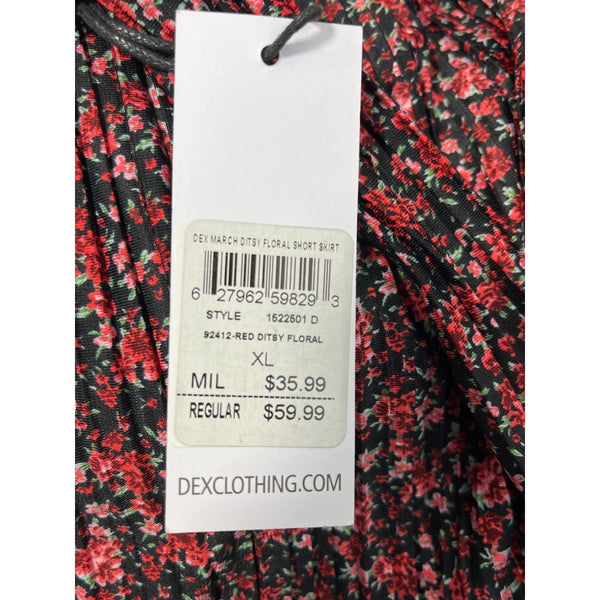 DEX MARCH DITSY FLORAL SHORT SKIRT
6 27962 59829 3
STYLE 1522501 D
92412-RED DITSY FLORAL
XL
MIL $35.99
REGULAR $59.99
DEXCLOTHING.COM